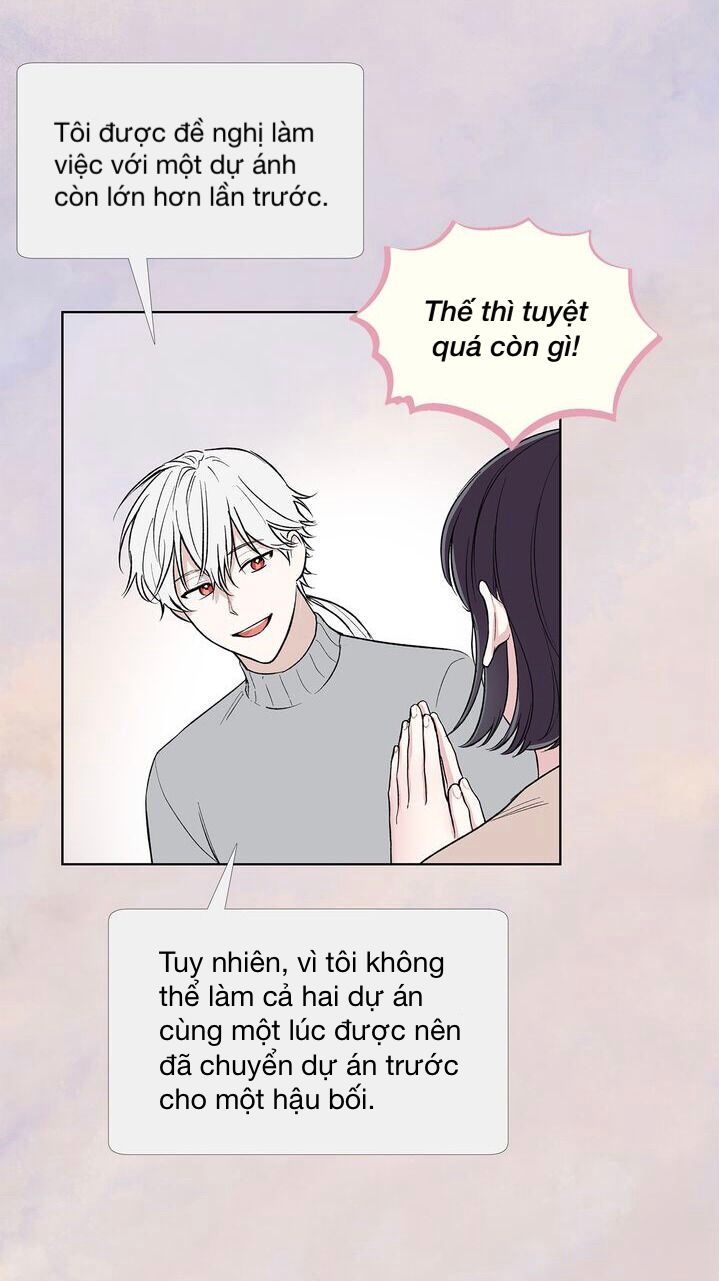 Tôi được đề nghị làm
việc với một dự ánh
còn lớn hơn lần trước.
Thế thì tuyệt
quá còn gì!
Tuy nhiên, vì tôi không
thể làm cả hai dự án
cùng một lúc được nên
đã chuyển dự án trước
cho một hậu bối.